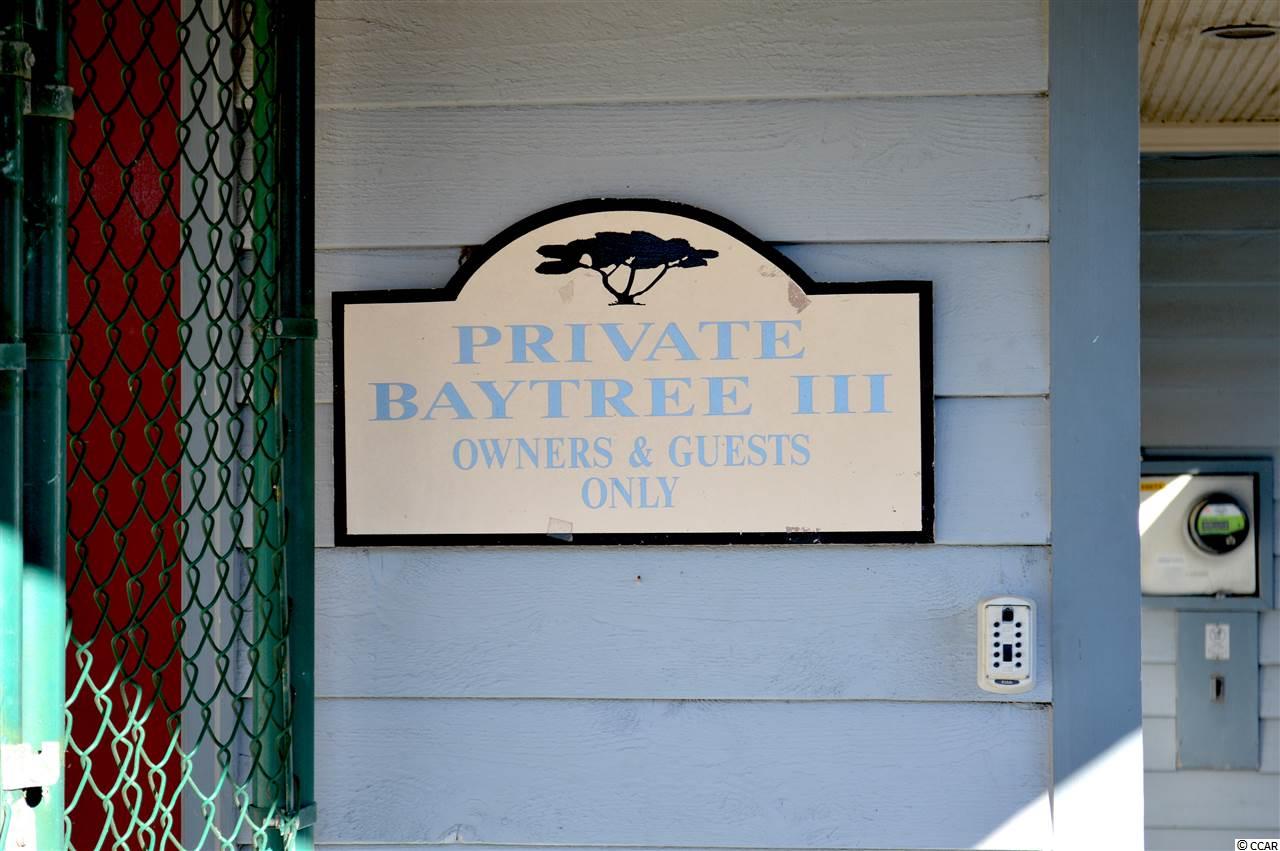 PRIVATE
BAYTREE III
OWNERS & GUESTS
ONLY
© CCAR